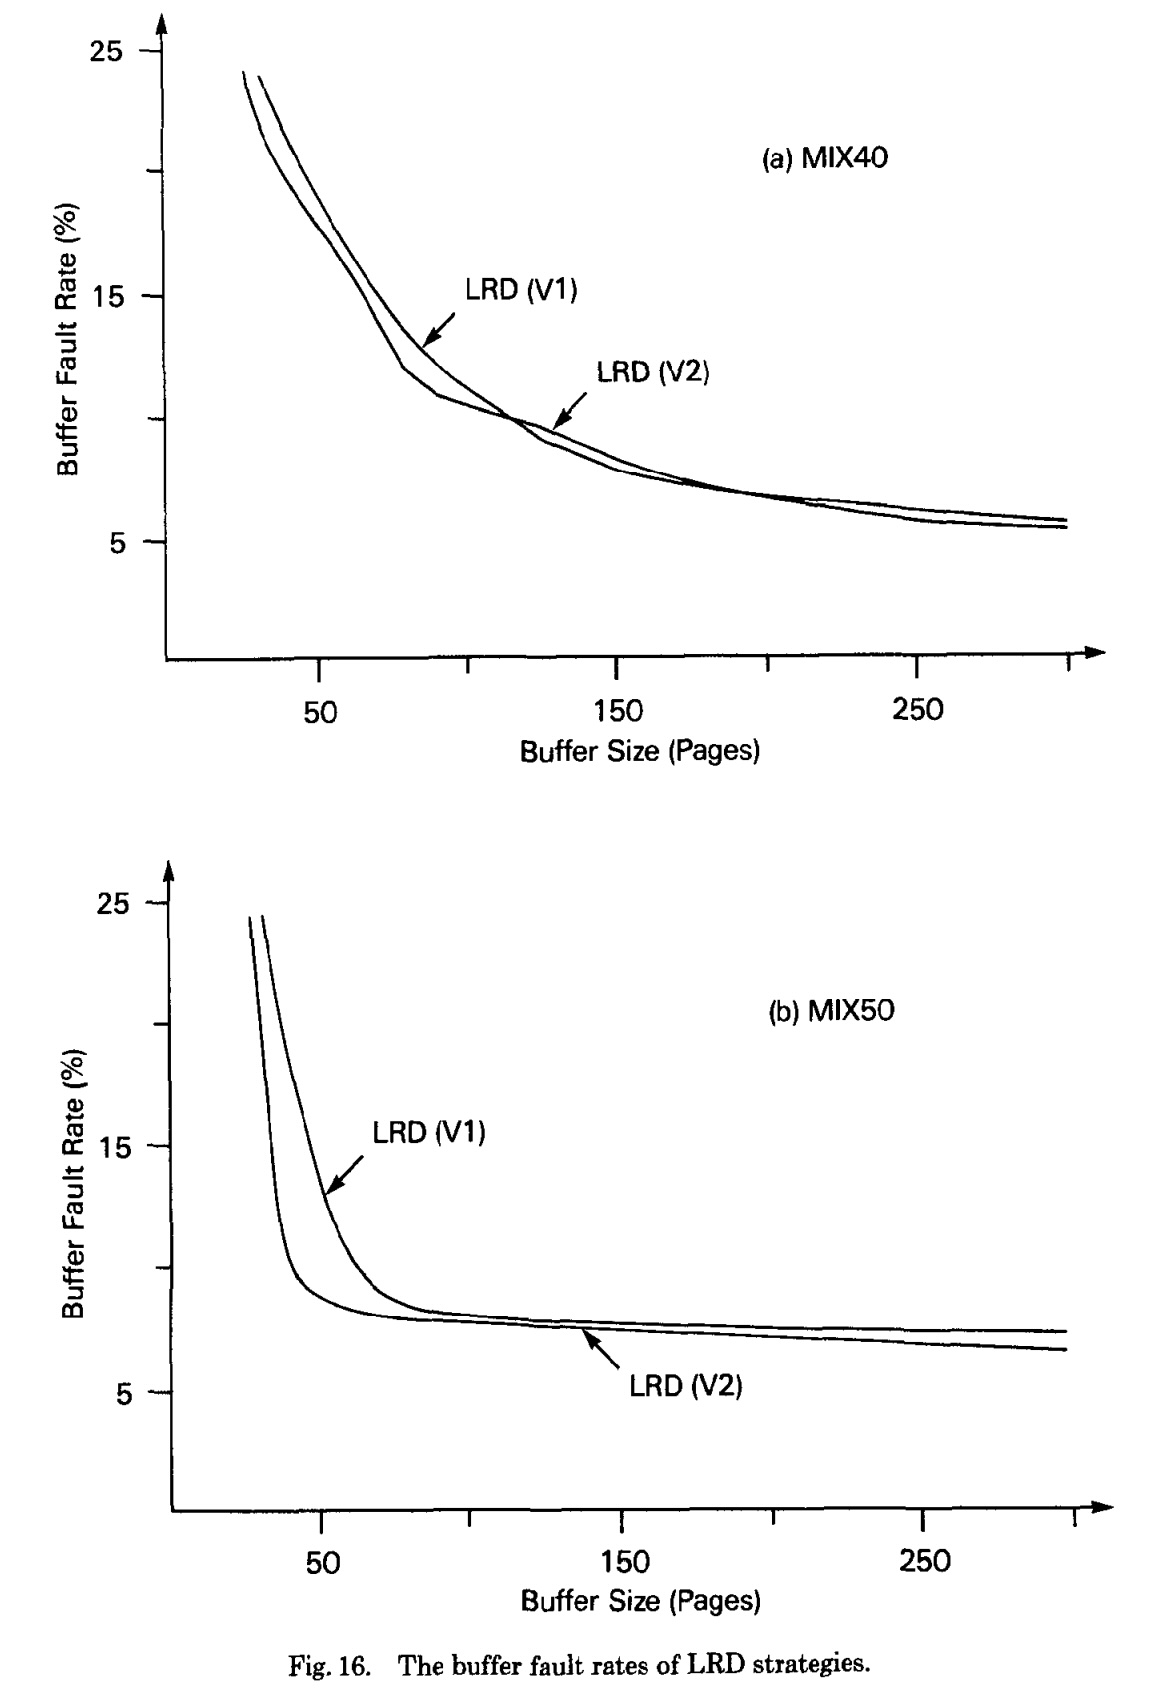 25
(a) MIX40
Buffer Fault Rate (%)
LRD (V1)
15
LRD (V2)
5
50
150
250
Buffer Size (Pages)
25
(b) MIX50
Buffer Fault Rate (%)
LRD (V1)
15
LRD (V2)
5
50
150
250
Buffer Size (Pages)
Fig. 16. The buffer fault rates of LRD strategies.